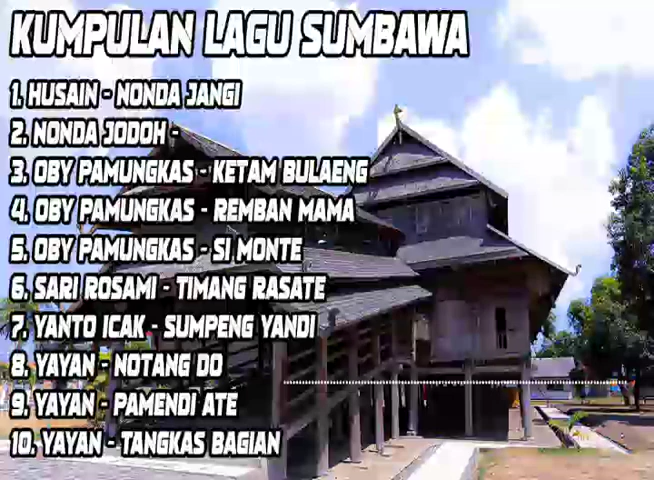 KUMPULAN LAGU SUMBAWA
1. HUSAIN - NONDA JANGI
2. NONDA JODOH -
3. OBY PAMUNGKAS - KETAM BULAENG
4. OBY PAMUNGKAS - REMBAN MAMA
5. OBY PAMUNGKAS - SI MONTE
6. SARI ROSAMI - TIMANG RASATE
7. YANTO ICAK - SUMPENG YANDI
8. YAYAN - NOTANG DO
9. YAYAN - PAMENDI ATE
10. YAYAN - TANGKAS BAGIAN